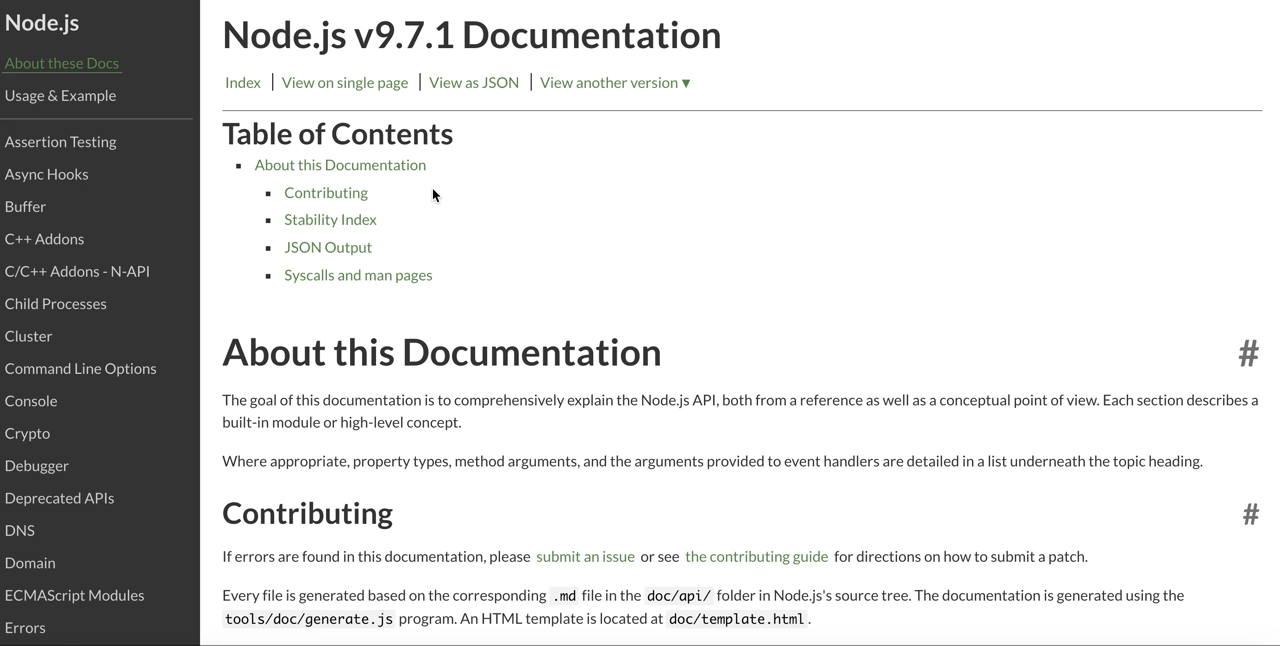 Node.js
About these Docs
Usage & Example
Assertion Testing
Async Hooks
Buffer
C++ Addons
C/C++ Addons - N-API
Child Processes
Cluster
Command Line Options
Console
Crypto
Debugger
Deprecated APIs
DNS
Domain
ECMAScript Modules
Errors
Node.js v9.7.1 Documentation
Index | View on single page | View as JSON | View another version ▼
Table of Contents
▪ About this Documentation
▪ Contributing
▪ Stability Index
▪ JSON Output
▪ Syscalls and man pages
About this Documentation #
The goal of this documentation is to comprehensively explain the Node.js API, both from a reference as well as a conceptual point of view. Each section describes a
built-in module or high-level concept.
Where appropriate, property types, method arguments, and the arguments provided to event handlers are detailed in a list underneath the topic heading.
Contributing #
If errors are found in this documentation, please submit an issue or see the contributing guide for directions on how to submit a patch.
Every file is generated based on the corresponding .md file in the doc/api/ folder in Node.js's source tree. The documentation is generated using the
tools/doc/generate.js program. An HTML template is located at doc/template.html.